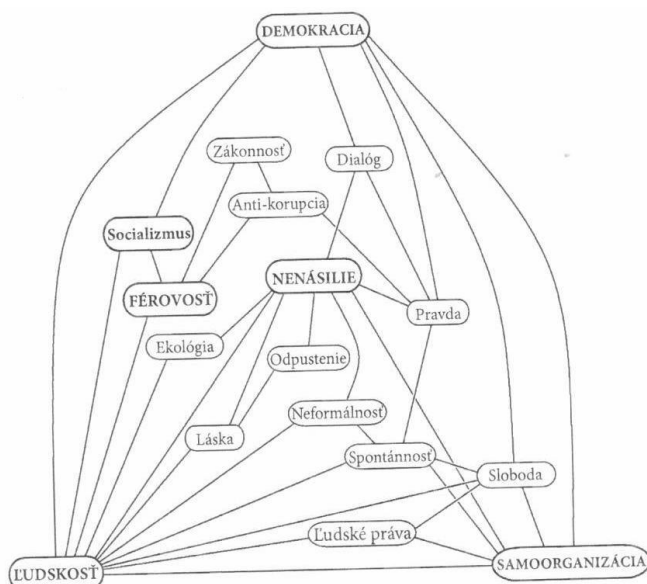 DEMOKRACIA
Zákonnosť
Dialóg
Anti-korupcia
Socializmus
NENÁSILIE
FÉROVOSŤ
Pravda
Ekológia
Odpustenie
Neformálnosť
Láska
Spontánnosť
Sloboda
Ľudské práva
ĽUDSKOSŤ
SAMOORGANIZÁCIA